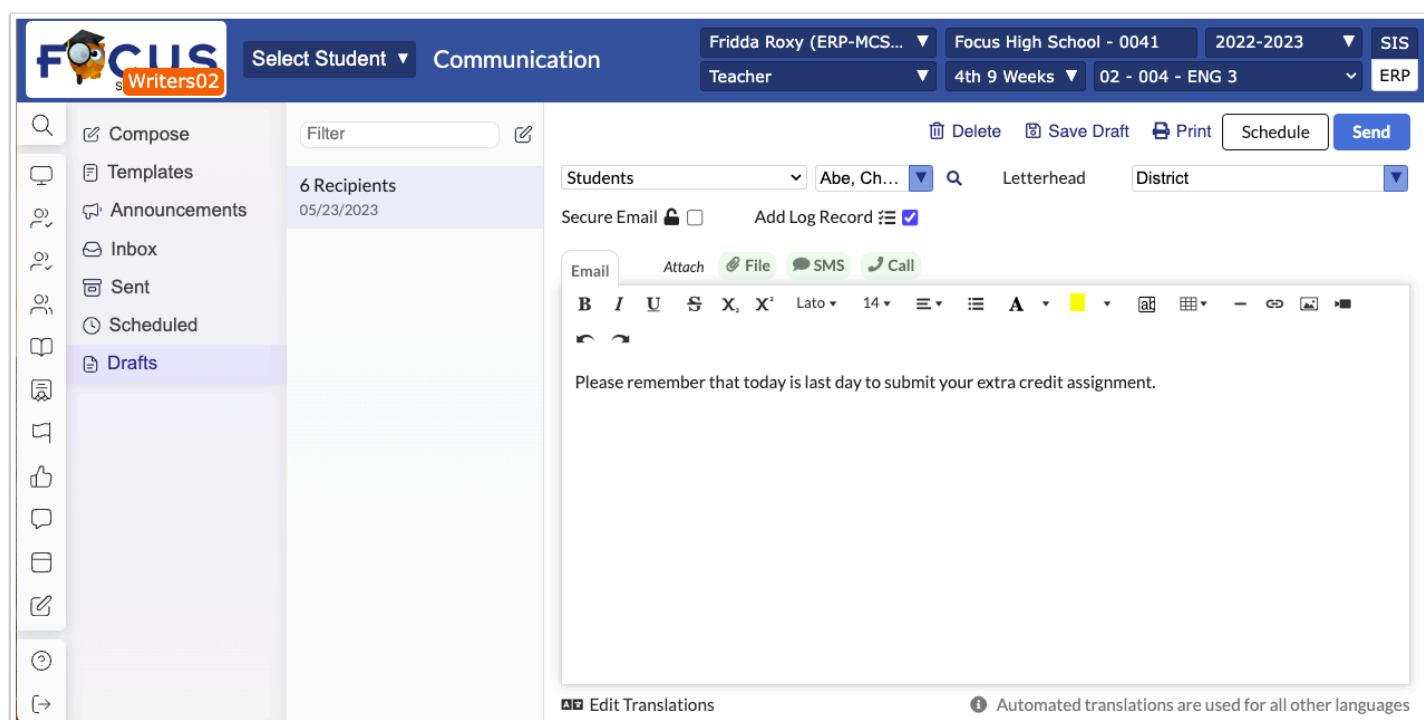 FOCUS
Writers02
Select Student
Communication
Fridda Roxy (ERP-MCS...
Focus High School - 0041
2022-2023
SIS
Teacher
4th 9 Weeks
02 - 004 - ENG 3
ERP
Compose
Templates
Announcements
Inbox
Sent
Scheduled
Drafts
Filter
6 Recipients
05/23/2023
Delete
Save Draft
Print
Schedule
Send
Students
Abe, Ch...
Letterhead
District
Secure Email
Add Log Record
Email
Attach
File
SMS
Call
B I U S X₂ X² Lato 14 A ab
Please remember that today is last day to submit your extra credit assignment.
Edit Translations
Automated translations are used for all other languages